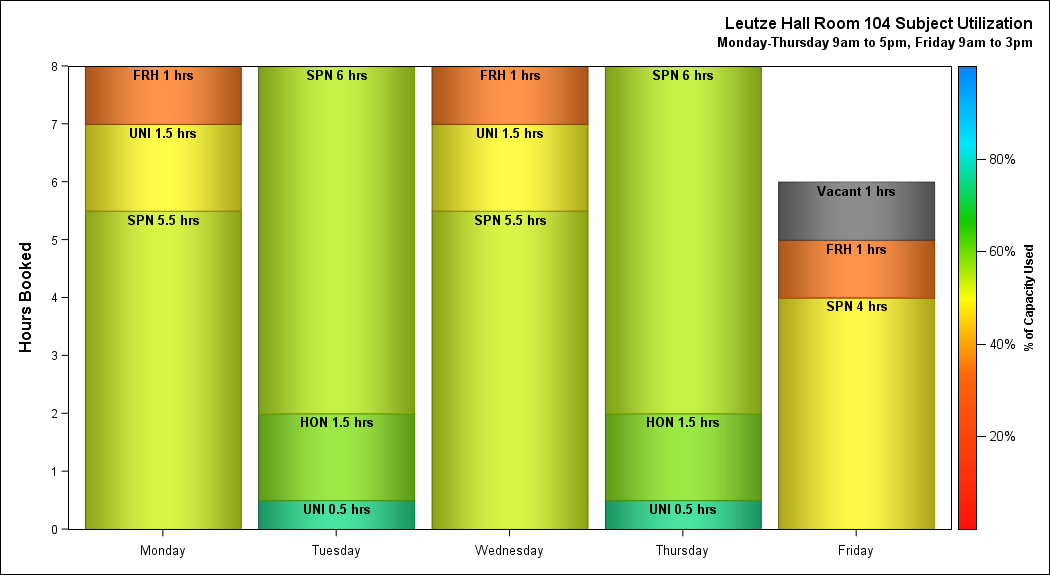 Leutze Hall Room 104 Subject Utilization
Monday-Thursday 9am to 5pm, Friday 9am to 3pm
Hours Booked
8
7
6
5
4
3
2
1
0
FRH 1 hrs
UNI 1.5 hrs
SPN 5.5 hrs
SPN 6 hrs
HON 1.5 hrs
UNI 0.5 hrs
FRH 1 hrs
UNI 1.5 hrs
SPN 5.5 hrs
SPN 6 hrs
HON 1.5 hrs
UNI 0.5 hrs
Vacant 1 hrs
FRH 1 hrs
SPN 4 hrs
Monday
Tuesday
Wednesday
Thursday
Friday
80%
60%
40%
20%
% of Capacity Used